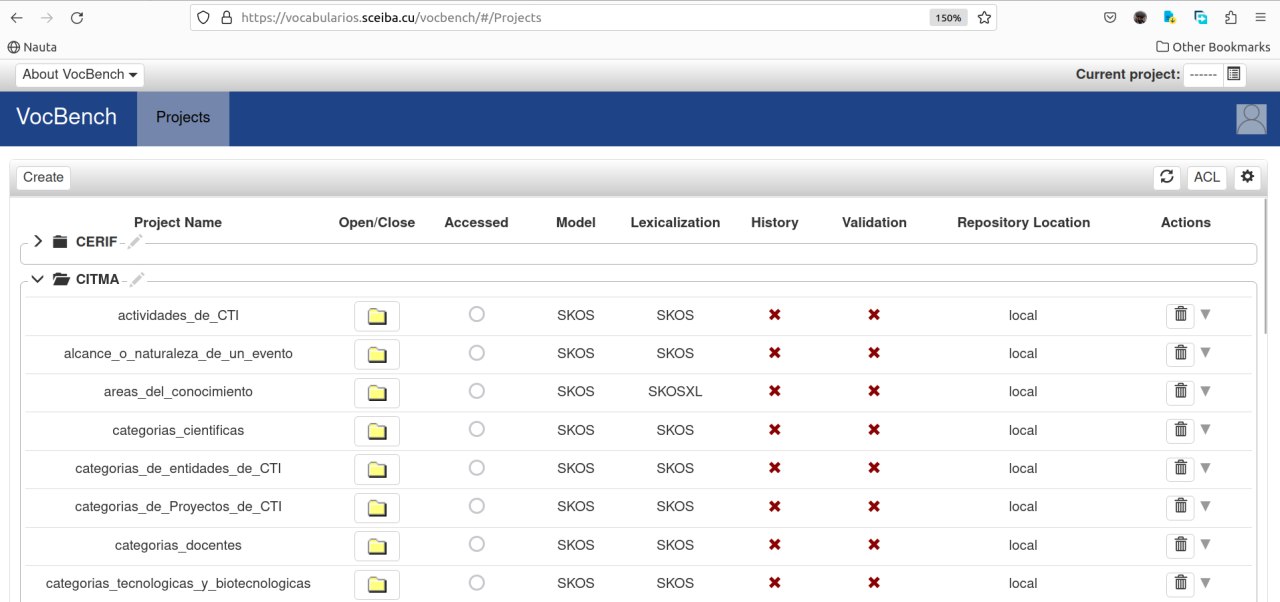 https://vocabularios.sceiba.cu/vocbench/#/Projects 150%
Nauta Other Bookmarks
About VocBench Current project: ------
VocBench Projects
Create ACL
Project Name Open/Close Accessed Model Lexicalization History Validation Repository Location Actions
CERIF
CITMA
actividades_de_CTI SKOS SKOS local
alcance_o_naturaleza_de_un_evento SKOS SKOS local
areas_del_conocimiento SKOS SKOSXL local
categorias_cientificas SKOS SKOS local
categorias_de_entidades_de_CTI SKOS SKOS local
categorias_de_Proyectos_de_CTI SKOS SKOS local
categorias_docentes SKOS SKOS local
categorias_tecnologicas_y_biotecnologicas SKOS SKOS local